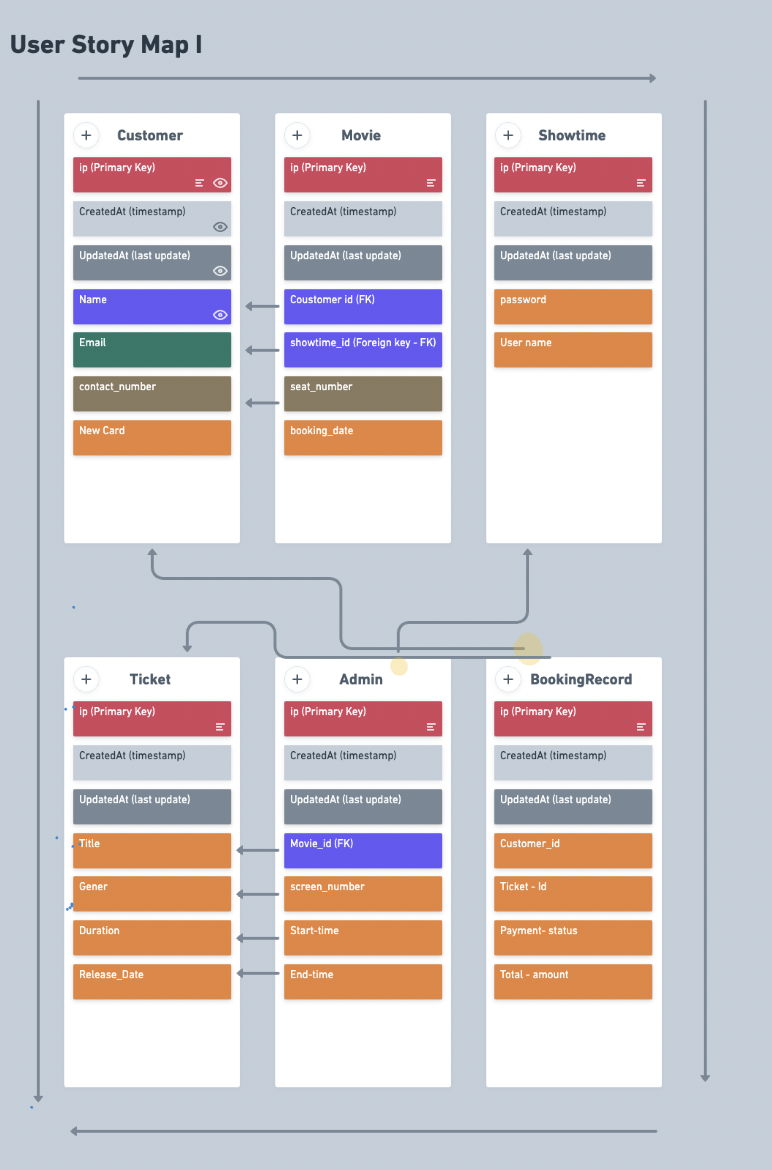 User Story Map I
Customer
ip (Primary Key)
CreatedAt (timestamp)
UpdatedAt (last update)
Name
Email
contact_number
New Card
Movie
ip (Primary Key)
CreatedAt (timestamp)
UpdatedAt (last update)
Coustomer id (FK)
showtime_id (Foreign key - FK)
seat_number
booking_date
Showtime
ip (Primary Key)
CreatedAt (timestamp)
UpdatedAt (last update)
password
User name
Ticket
ip (Primary Key)
CreatedAt (timestamp)
UpdatedAt (last update)
Title
Gener
Duration
Release_Date
Admin
ip (Primary Key)
CreatedAt (timestamp)
UpdatedAt (last update)
Movie_id (FK)
screen_number
Start-time
End-time
BookingRecord
ip (Primary Key)
CreatedAt (timestamp)
UpdatedAt (last update)
Customer_id
Ticket - Id
Payment- status
Total - amount